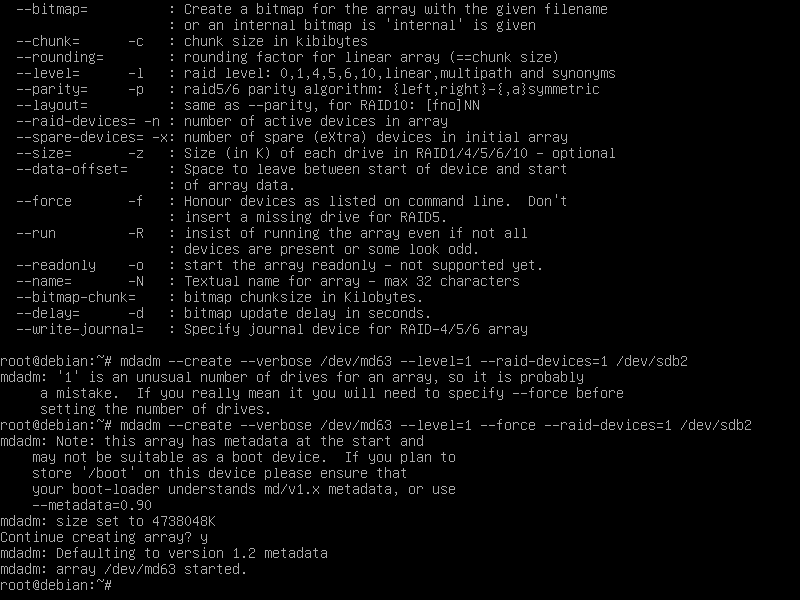 --bitmap=          : Create a bitmap for the array with the given filename
                   : or an internal bitmap is 'internal' is given
--chunk=      -c   : chunk size in kibibytes
--rounding=        : rounding factor for linear array (==chunk size)
--level=      -l   : raid level: 0,1,4,5,6,10,linear,multipath and synonyms
--parity=     -p   : raid5/6 parity algorithm: {left,right}-{,a}symmetric
--layout=          : same as --parity, for RAID10: [fno]NN
--raid-devices= -n : number of active devices in array
--spare-devices= -x: number of spare (eXtra) devices in initial array
--size=       -z   : Size (in K) of each drive in RAID1/4/5/6/10 - optional
--data-offset=     : Space to leave between start of device and start
                   : of array data.
--force       -f   : Honour devices as listed on command line.  Don't
                   : insert a missing drive for RAID5.
--run         -R   : insist of running the array even if not all
                   : devices are present or some look odd.
--readonly    -o   : start the array readonly - not supported yet.
--name=       -N   : Textual name for array - max 32 characters
--bitmap-chunk=    : bitmap chunksize in Kilobytes.
--delay=      -d   : bitmap update delay in seconds.
--write-journal=   : Specify journal device for RAID-4/5/6 array
root@debian:~# mdadm --create --verbose /dev/md63 --level=1 --raid-devices=1 /dev/sdb2
mdadm: '1' is an unusual number of drives for an array, so it is probably
     a mistake.  If you really mean it you will need to specify --force before
     setting the number of drives.
root@debian:~# mdadm --create --verbose /dev/md63 --level=1 --force --raid-devices=1 /dev/sdb2
mdadm: Note: this array has metadata at the start and
    may not be suitable as a boot device.  If you plan to
    store '/boot' on this device please ensure that
    your boot-loader understands md/v1.x metadata, or use
    --metadata=0.90
mdadm: size set to 4738048K
Continue creating array? y
mdadm: Defaulting to version 1.2 metadata
mdadm: array /dev/md63 started.
root@debian:~#